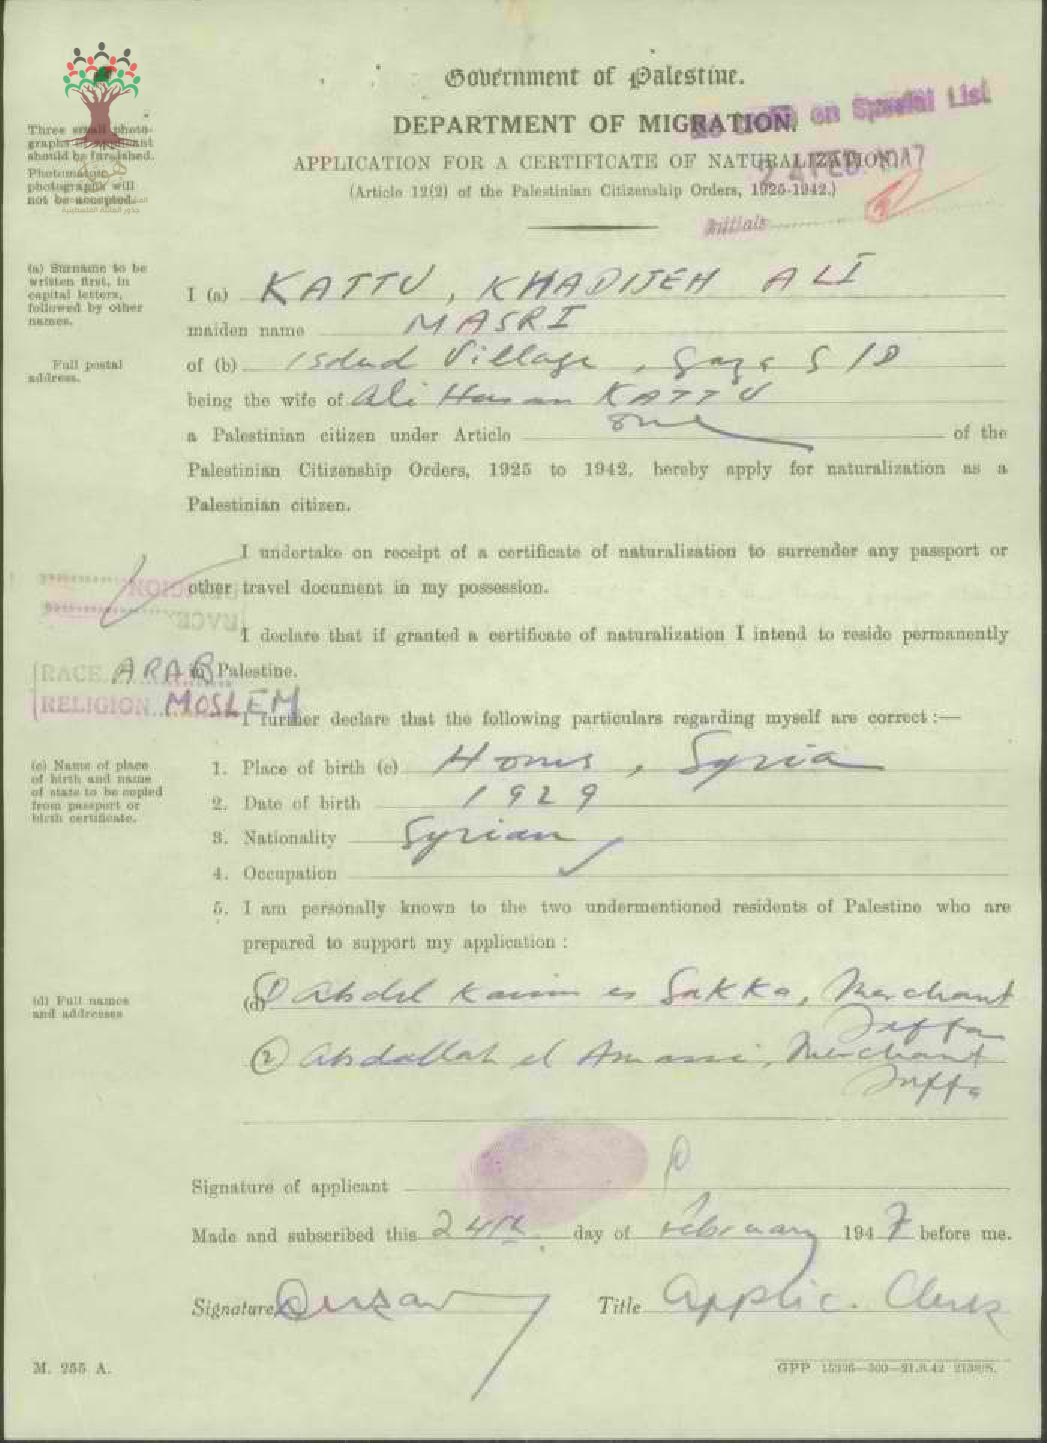 Government of Palestine.
DEPARTMENT OF MIGRATION.
on Special List
APPLICATION FOR A CERTIFICATE OF NATURALIZATION
24 FEB 1947
(Article 12(2) of the Palestinian Citizenship Orders, 1925-1942.)
Initials
Three small photo-
graphs of applicant
should be furnished.
Photomatic
photographs will
not be accepted.
(a) Surname to be
written first, in
capital letters,
followed by other
names.
I (a) KATTU, KHADIJEH ALI
maiden name MASRI
Full postal
address.
of (b) Isdud Village, Gaza S/D
being the wife of Ali Hasan KATTU
a Palestinian citizen under Article one of the
Palestinian Citizenship Orders, 1925 to 1942, hereby apply for naturalization as a
Palestinian citizen.
I undertake on receipt of a certificate of naturalization to surrender any passport or
other travel document in my possession.
RELIGION
RACE
I declare that if granted a certificate of naturalization I intend to reside permanently
in Palestine.
RACE ARAB
RELIGION MOSLEM
I further declare that the following particulars regarding myself are correct :—
(c) Name of place
of birth and name
of state to be copied
from passport or
birth certificate.
1. Place of birth (c) Homs, Syria
2. Date of birth 1929
3. Nationality Syrian
4. Occupation
5. I am personally known to the two undermentioned residents of Palestine who are
prepared to support my application :
(d) Full names
and addresses
(d) 1) Abdel Karim es Sakka, Merchant
Jaffa
(2) Abdallah el Amassi, Merchant
Jaffa
Signature of applicant
Made and subscribed this 24th day of February 1947 before me.
Signature Title Applic. Clerk
M. 255 A.
GPP 15326—500—21.8.42